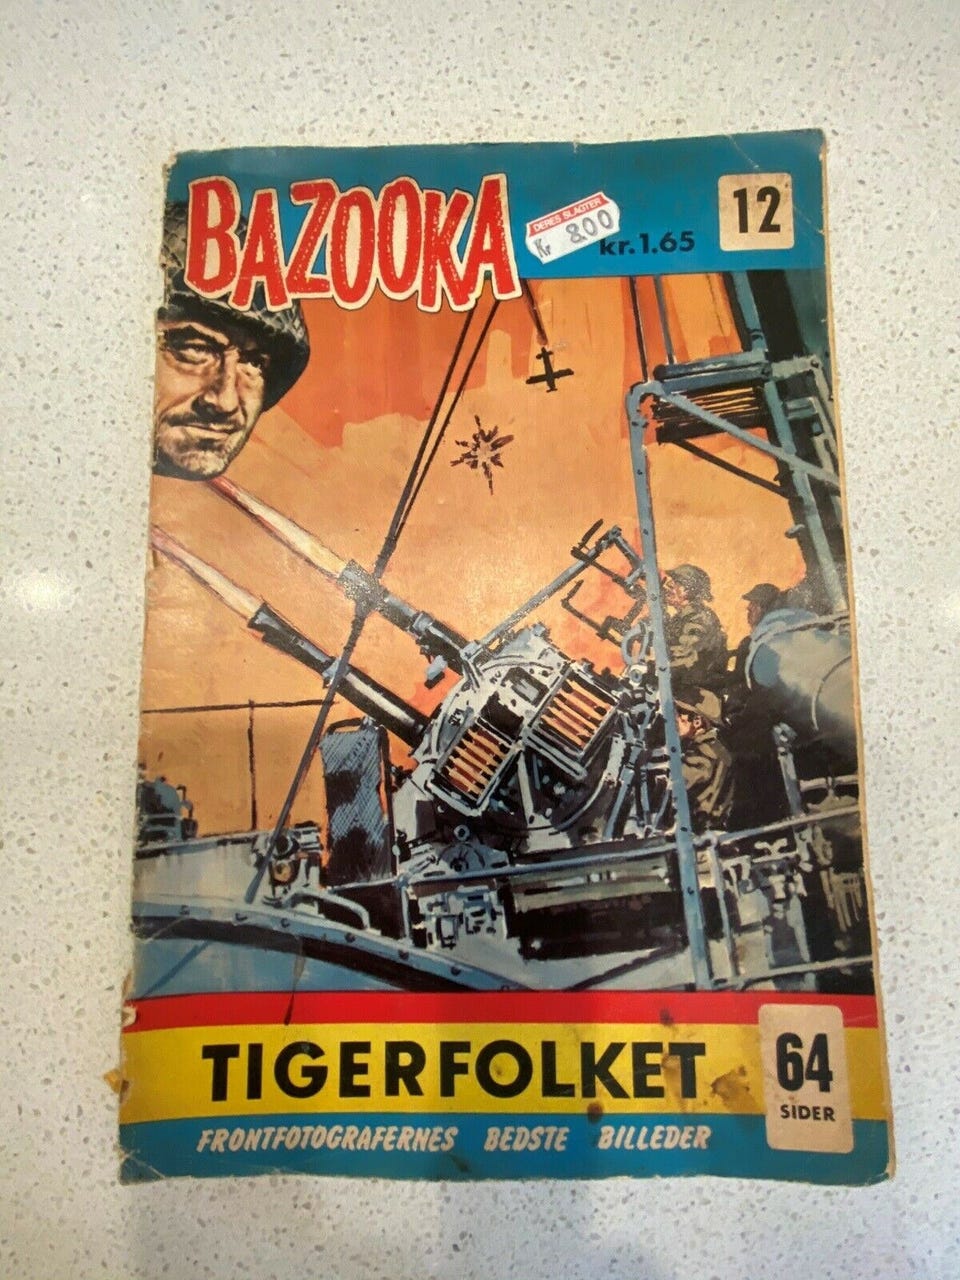 BAZOOKA
DERES SLAGTER
Kr 800
kr. 1.65
12
TIGERFOLKET
64
SIDER
FRONTFOTOGRAFERNES BEDSTE BILLEDER